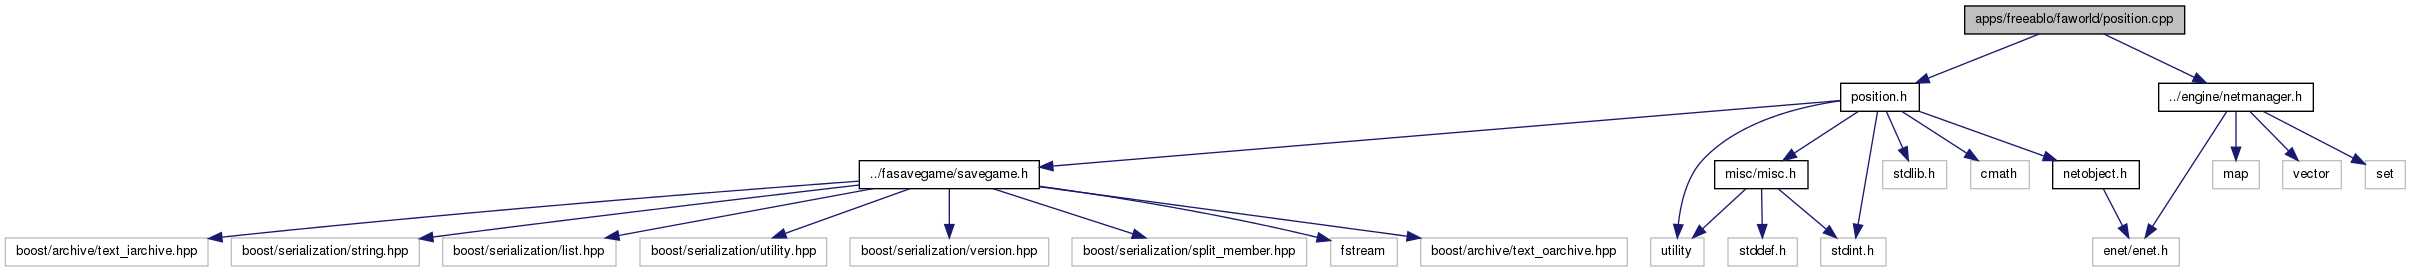 apps/freeablo/faworld/position.cpp
position.h
../engine/netmanager.h
../fasavegame/savegame.h
misc/misc.h
stdlib.h
cmath
netobject.h
map
vector
set
boost/archive/text_iarchive.hpp
boost/serialization/string.hpp
boost/serialization/list.hpp
boost/serialization/utility.hpp
boost/serialization/version.hpp
boost/serialization/split_member.hpp
fstream
boost/archive/text_oarchive.hpp
utility
stddef.h
stdint.h
enet/enet.h